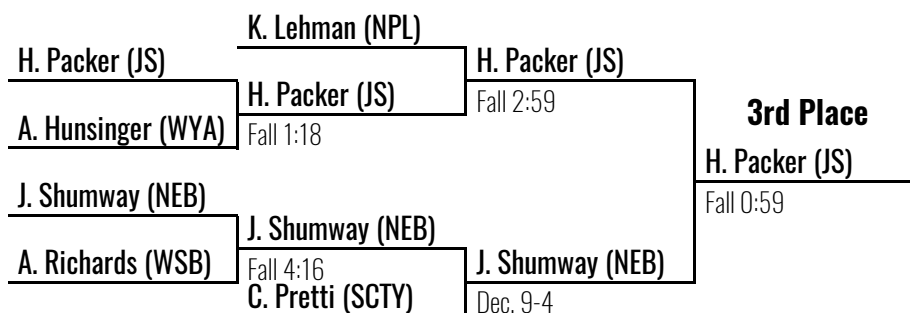 K. Lehman (NPL)
H. Packer (JS)
H. Packer (JS)
H. Packer (JS)
Fall 2:59
A. Hunsinger (WYA)
Fall 1:18
3rd Place
H. Packer (JS)
Fall 0:59
J. Shumway (NEB)
J. Shumway (NEB)
A. Richards (WSB)
Fall 4:16
J. Shumway (NEB)
C. Pretti (SCTY)
Dec. 9-4